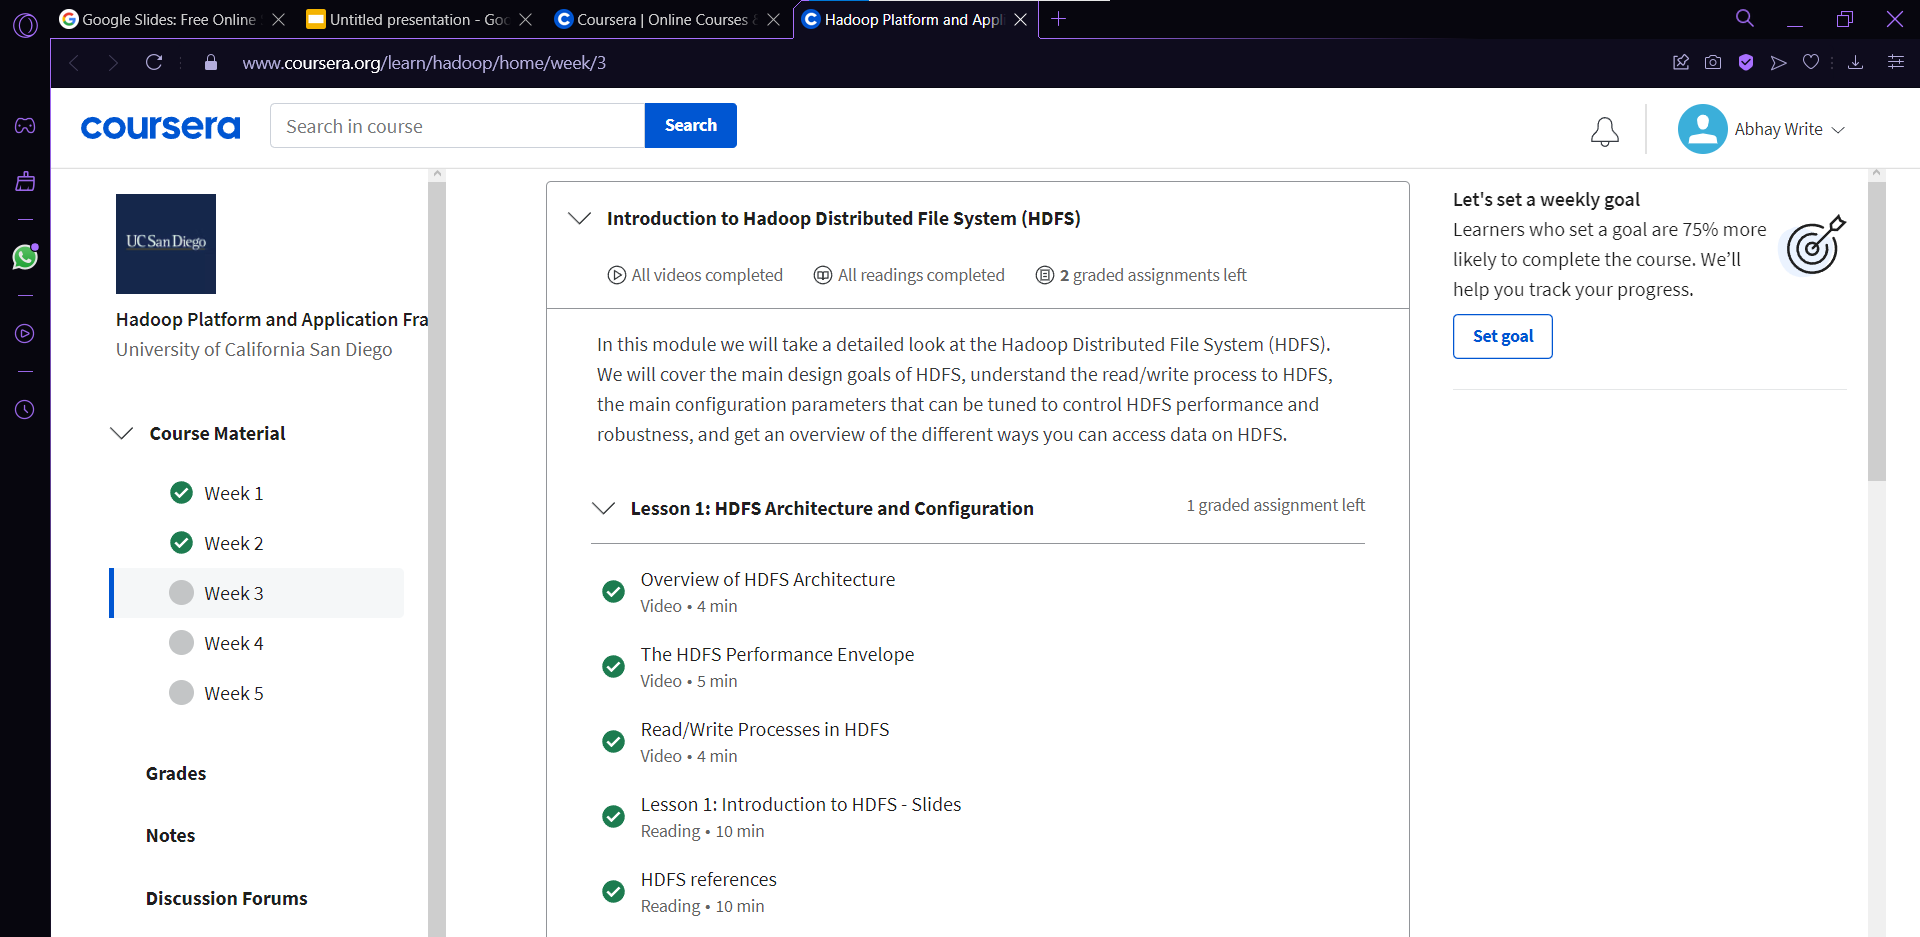 Google Slides: Free Online
Untitled presentation - Goo
Coursera | Online Courses &
Hadoop Platform and Appli
www.coursera.org/learn/hadoop/home/week/3
coursera
Search in course
Search
Abhay Write
UC San Diego
Hadoop Platform and Application Fra
University of California San Diego
Course Material
Week 1
Week 2
Week 3
Week 4
Week 5
Grades
Notes
Discussion Forums
Introduction to Hadoop Distributed File System (HDFS)
All videos completed
All readings completed
2 graded assignments left
In this module we will take a detailed look at the Hadoop Distributed File System (HDFS).
We will cover the main design goals of HDFS, understand the read/write process to HDFS,
the main configuration parameters that can be tuned to control HDFS performance and
robustness, and get an overview of the different ways you can access data on HDFS.
Lesson 1: HDFS Architecture and Configuration
1 graded assignment left
Overview of HDFS Architecture
Video • 4 min
The HDFS Performance Envelope
Video • 5 min
Read/Write Processes in HDFS
Video • 4 min
Lesson 1: Introduction to HDFS - Slides
Reading • 10 min
HDFS references
Reading • 10 min
Let's set a weekly goal
Learners who set a goal are 75% more
likely to complete the course. We’ll
help you track your progress.
Set goal